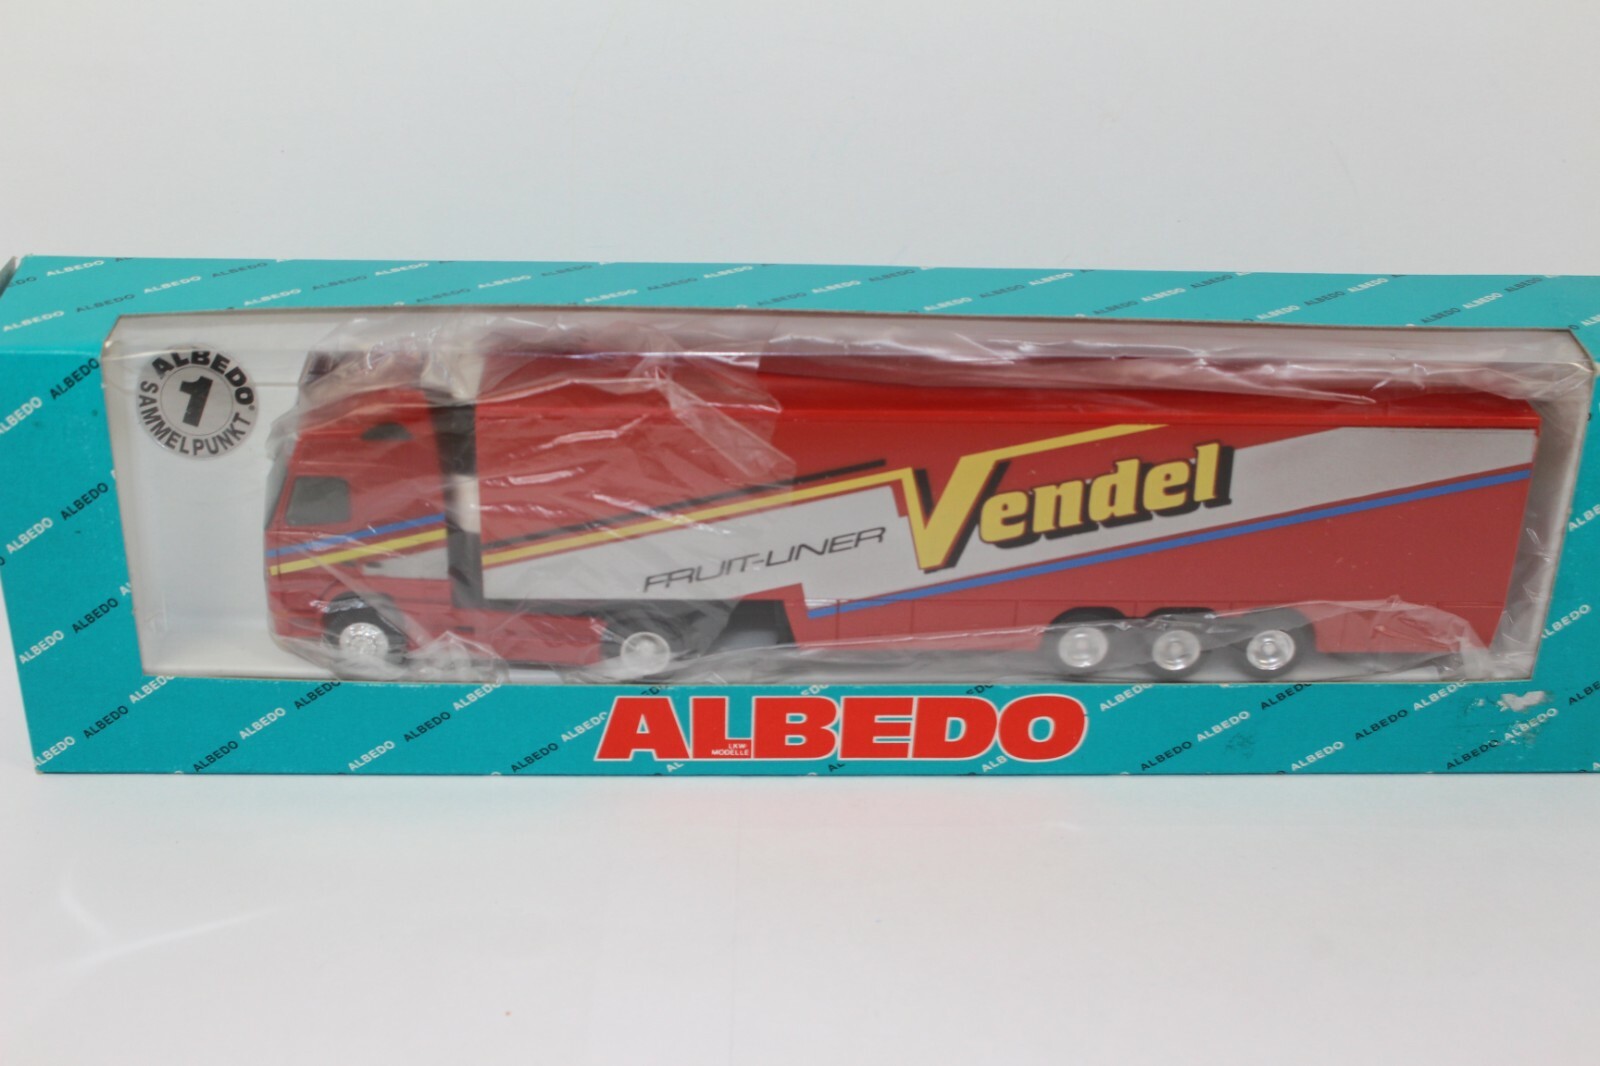 ALBEDO
1
SAMMELPUNKT
Vendel
FRUIT-LINER
ALBEDO
LKW-
MODELLE